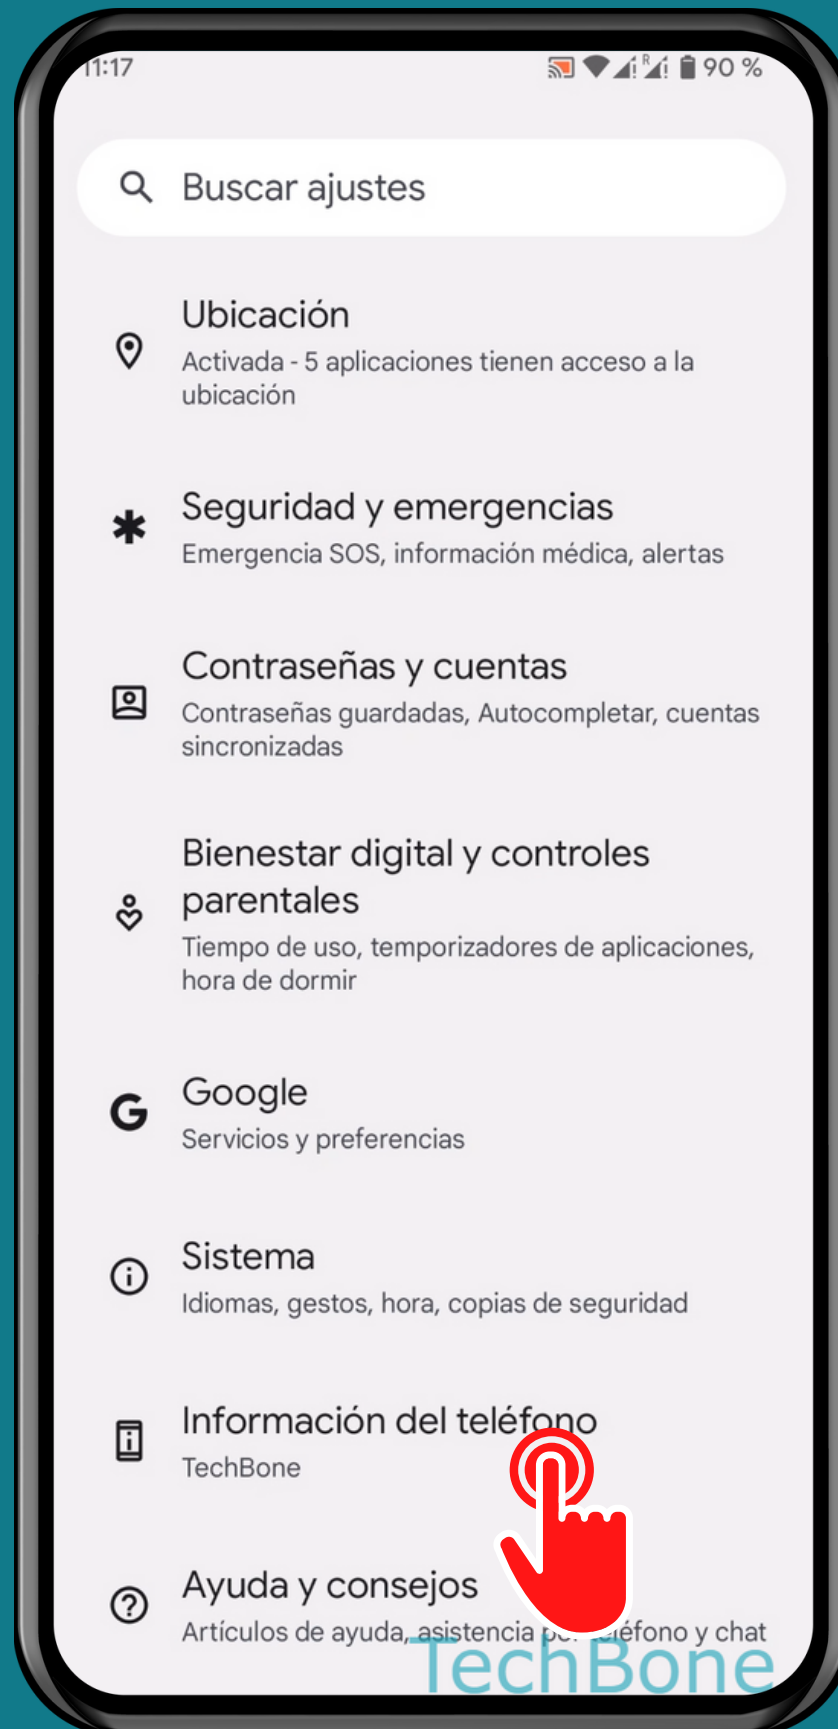 11:17
R
90 %
Buscar ajustes
Ubicación
Activada - 5 aplicaciones tienen acceso a la
ubicación
Seguridad y emergencias
Emergencia SOS, información médica, alertas
Contraseñas y cuentas
Contraseñas guardadas, Autocompletar, cuentas
sincronizadas
Bienestar digital y controles
parentales
Tiempo de uso, temporizadores de aplicaciones,
hora de dormir
Google
Servicios y preferencias
Sistema
Idiomas, gestos, hora, copias de seguridad
Información del teléfono
TechBone
Ayuda y consejos
Artículos de ayuda, asistencia por teléfono y chat
TechBone